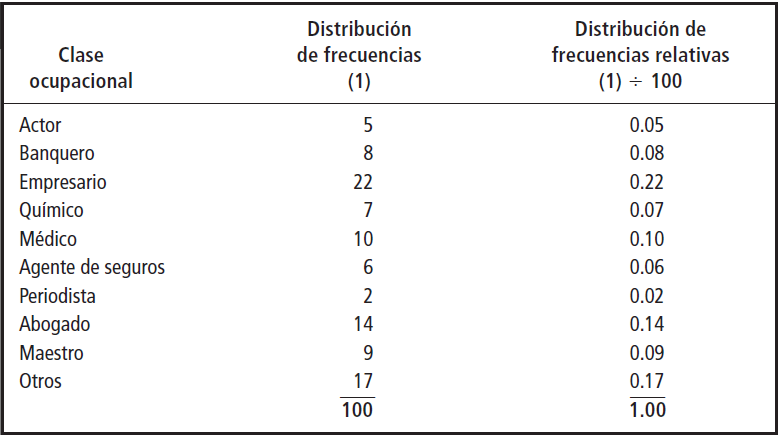 Distribución Distribución de
Clase de frecuencias frecuencias relativas
ocupacional (1) (1) ÷ 100
Actor 5 0.05
Banquero 8 0.08
Empresario 22 0.22
Químico 7 0.07
Médico 10 0.10
Agente de seguros 6 0.06
Periodista 2 0.02
Abogado 14 0.14
Maestro 9 0.09
Otros 17 0.17
100 1.00